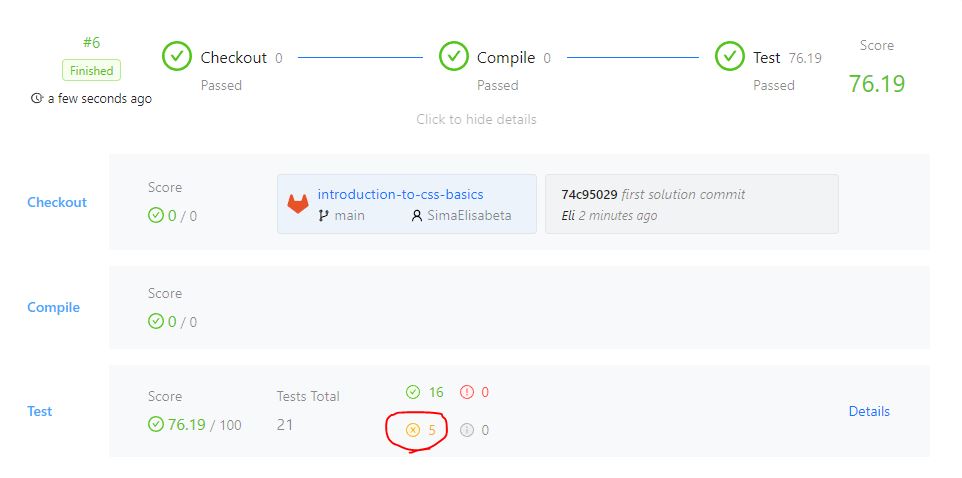 #6
Finished
a few seconds ago
Checkout 0
Passed
Compile 0
Passed
Test 76.19
Passed
Score
76.19
Click to hide details
Checkout
Score
0 / 0
introduction-to-css-basics
main SimaElisabeta
74c95029 first solution commit
Eli 2 minutes ago
Compile
Score
0 / 0
Test
Score
76.19 / 100
Tests Total
21
16 0
5 0
Details